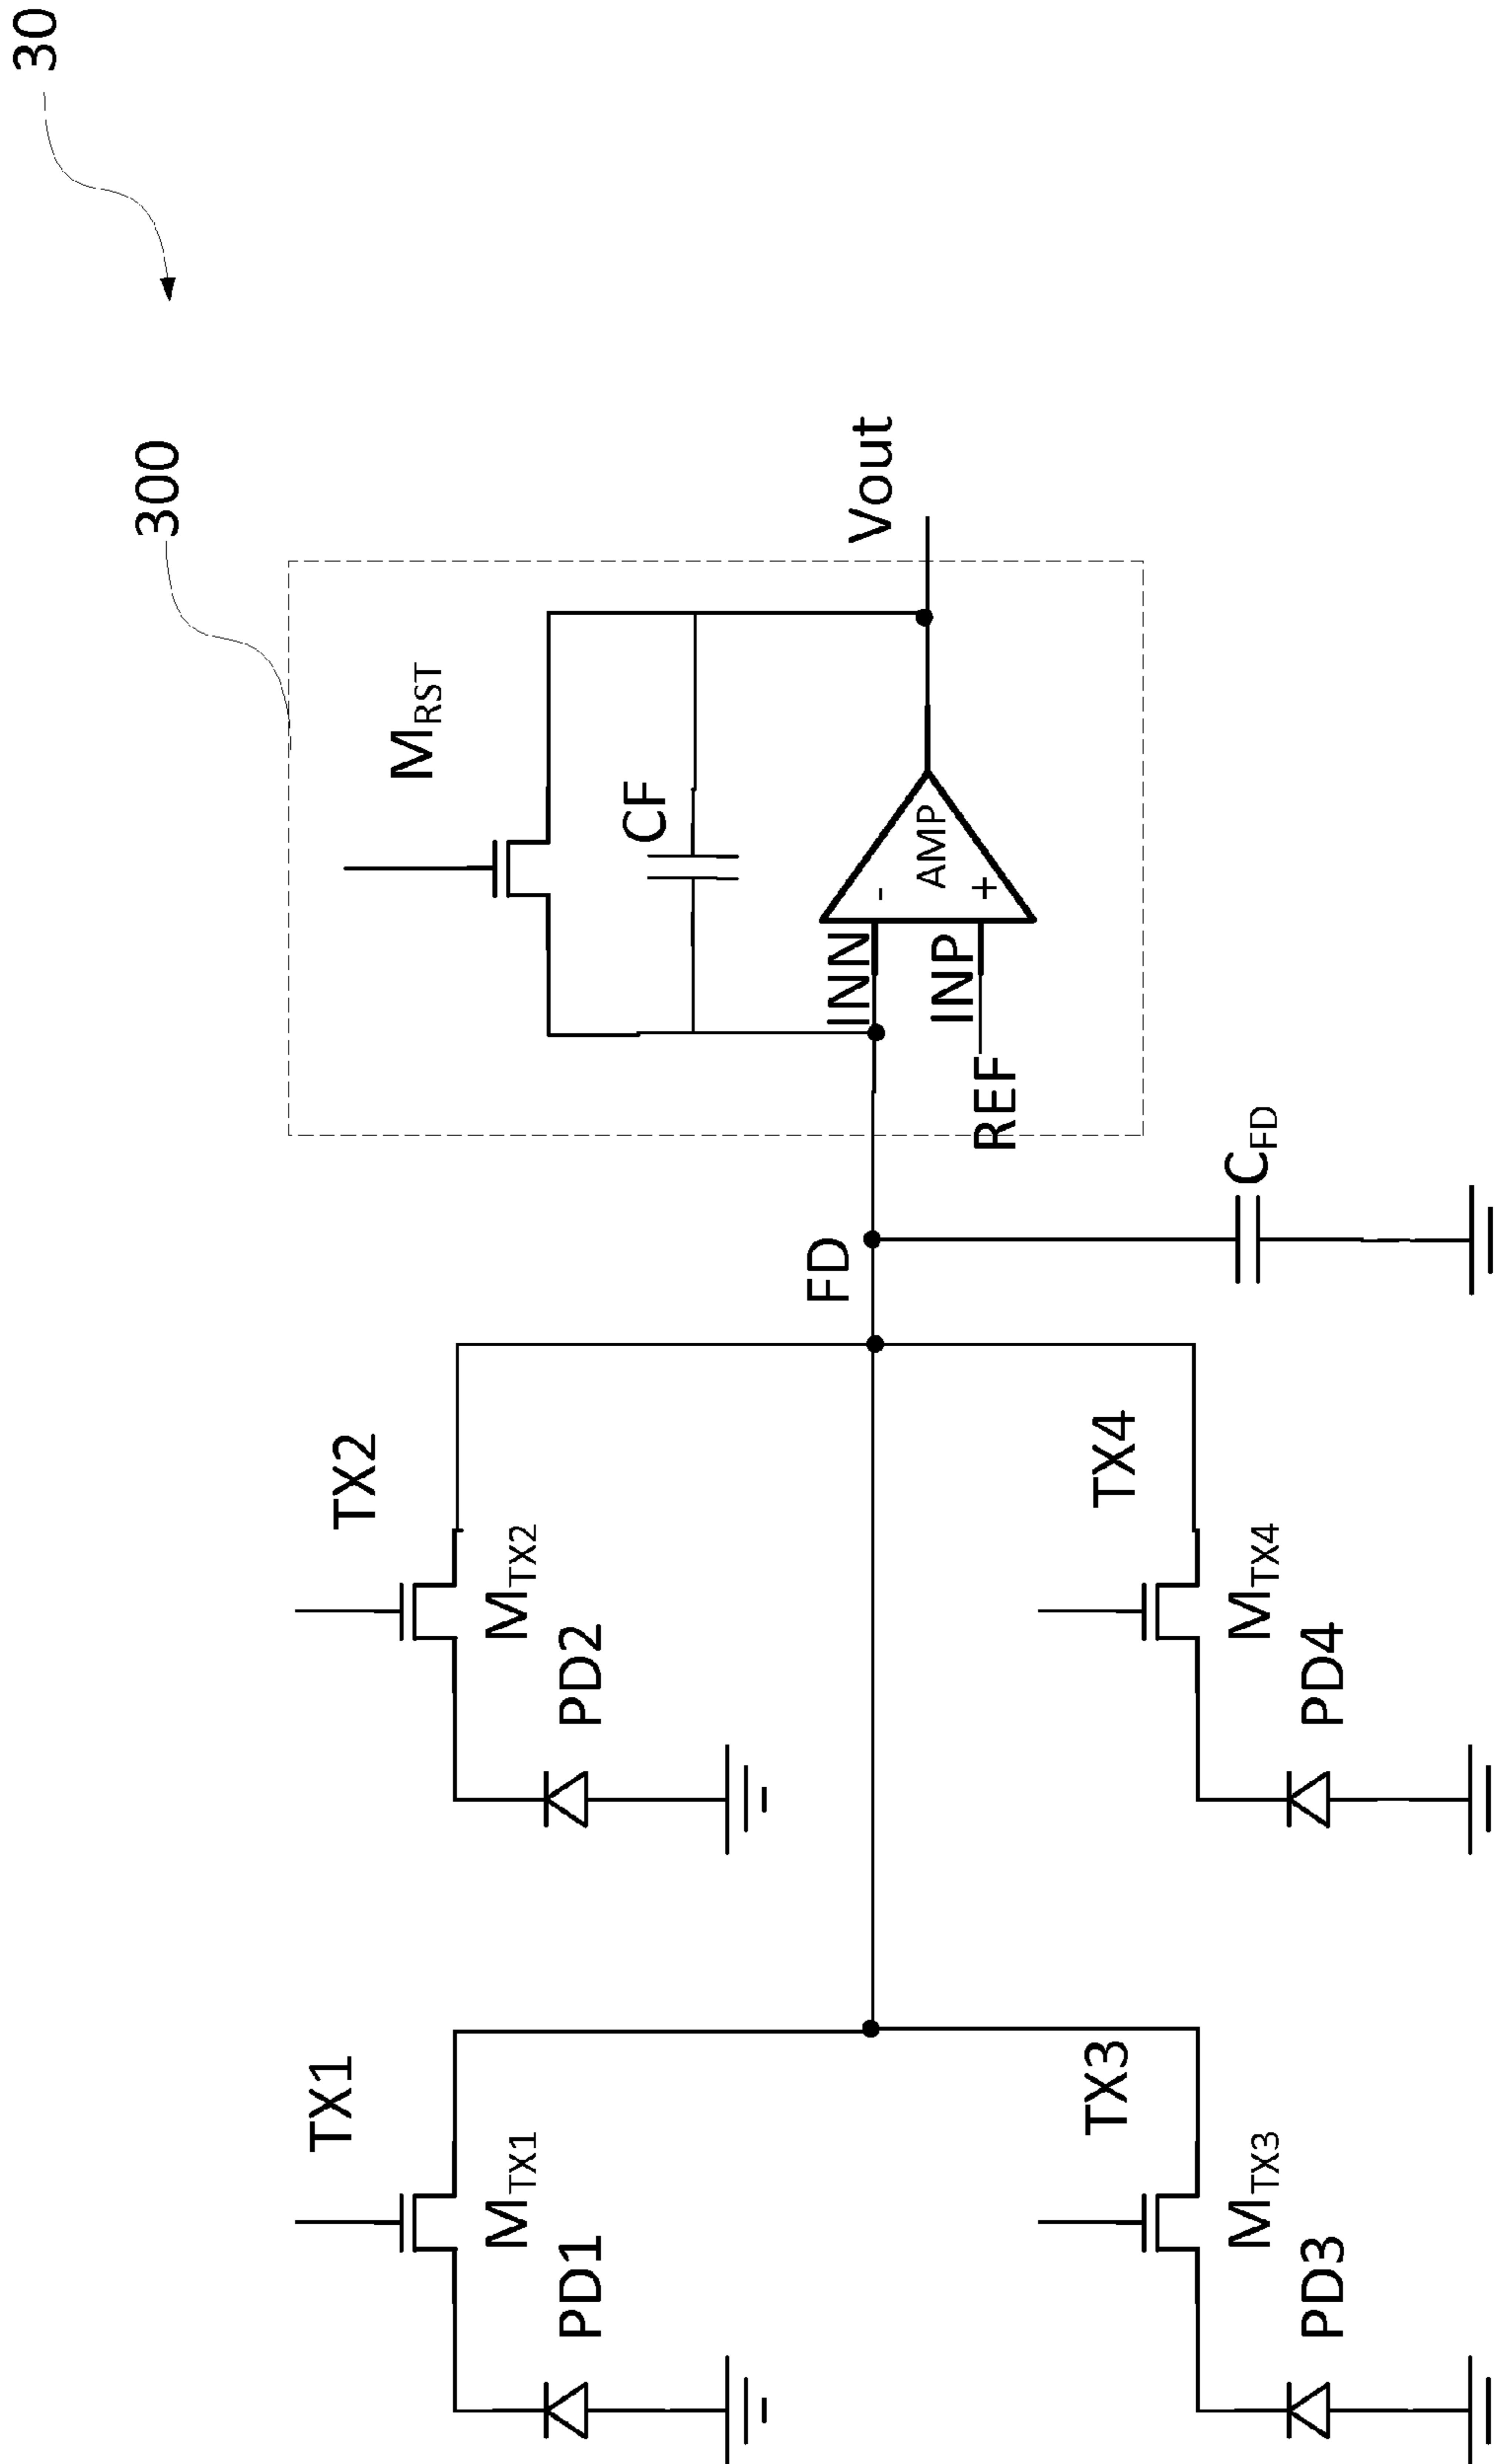 30
300
MRST
CF
Vout
AMP
-
+
INN
INP
REF
FD
CFD
TX2
MTX2
PD2
TX4
MTX4
PD4
TX1
MTX1
PD1
TX3
MTX3
PD3